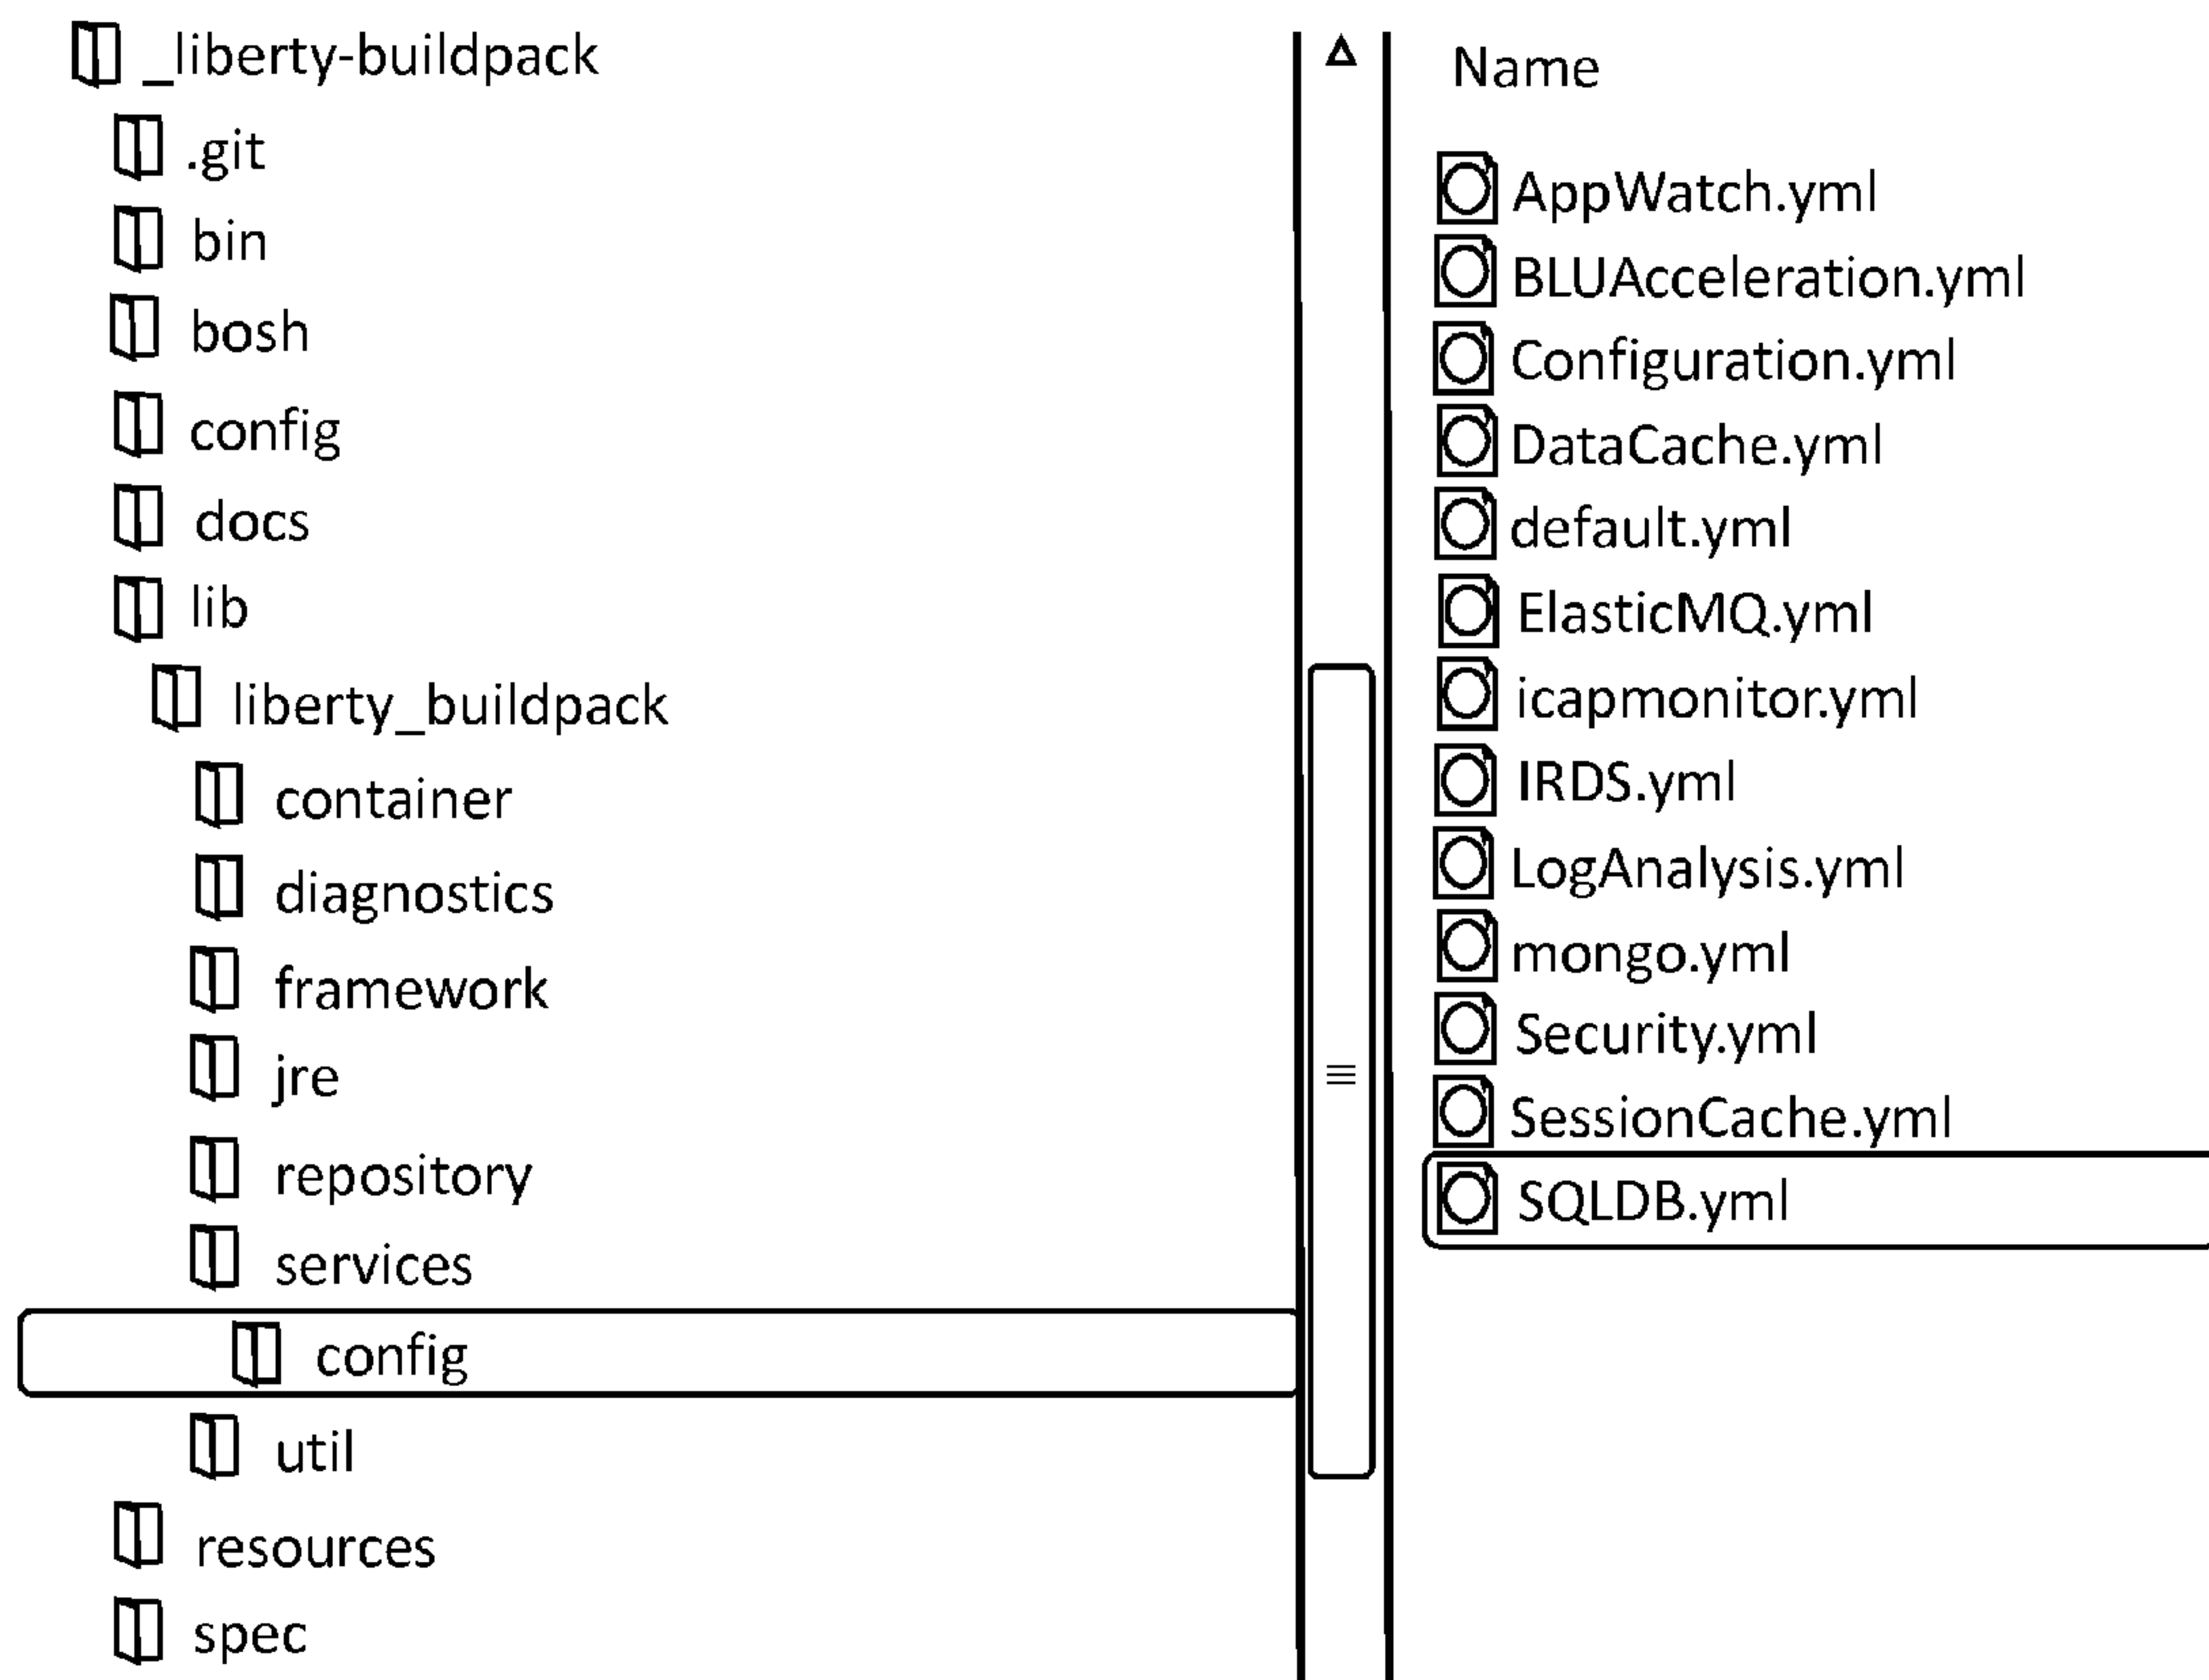 _liberty-buildpack
.git
bin
bosh
config
docs
lib
liberty_buildpack
container
diagnostics
framework
jre
repository
services
config
util
resources
spec
Name
AppWatch.yml
BLUAcceleration.yml
Configuration.yml
DataCache.yml
default.yml
ElasticMQ.yml
icapmonitor.yml
IRDS.yml
LogAnalysis.yml
mongo.yml
Security.yml
SessionCache.yml
SQLDB.yml